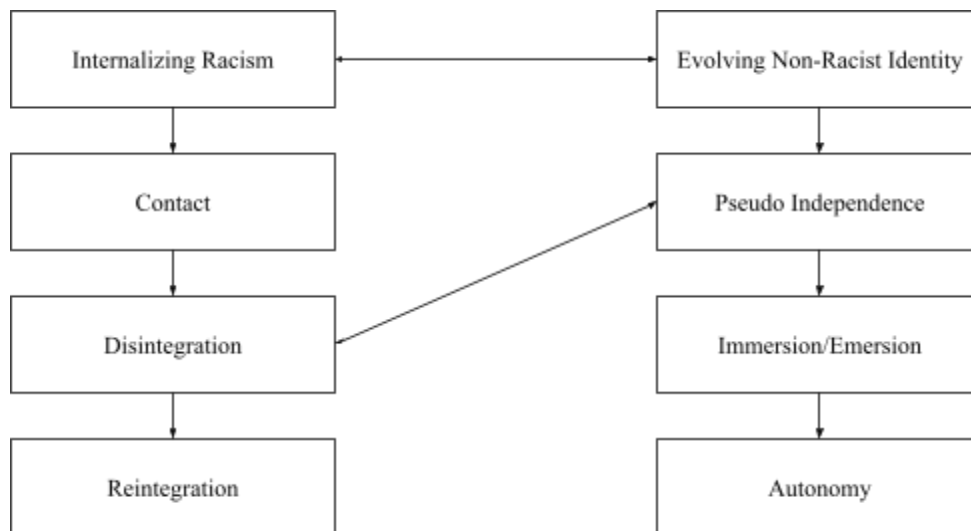 Internalizing Racism
Evolving Non-Racist Identity
Contact
Pseudo Independence
Disintegration
Immersion/Emersion
Reintegration
Autonomy